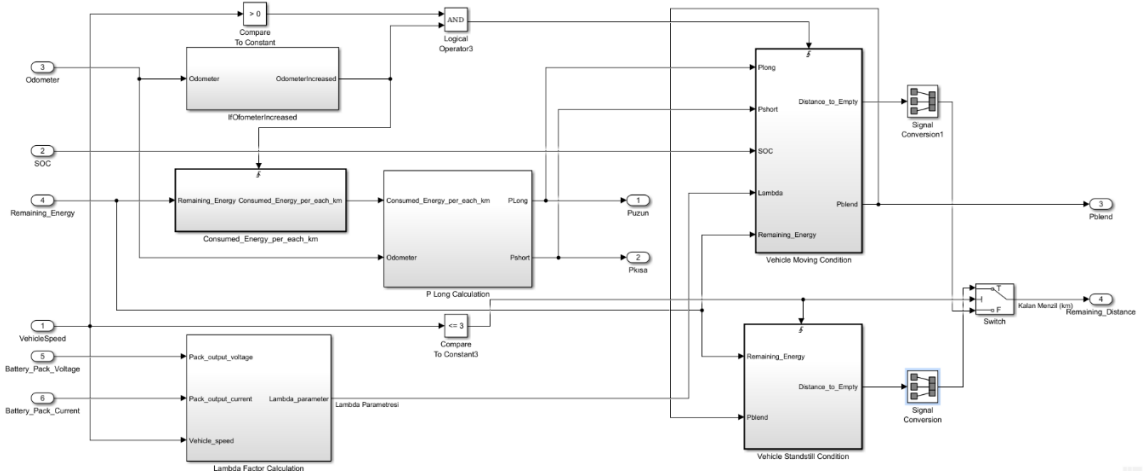 > 0
Compare
To Constant
AND
Logical
Operator3
3
Odometer
Odometer
OdometerIncreased
IfOfometerIncreased
2
SOC
4
Remaining_Energy
Remaining_Energy
Consumed_Energy_per_each_km
Consumed_Energy_per_each_km
Consumed_Energy_per_each_km
PLong
Odometer
Pshort
P Long Calculation
1
Puzun
2
Pkısa
Plong
Pshort
SOC
Lambda
Remaining_Energy
Distance_to_Empty
Pblend
Vehicle Moving Condition
Signal
Conversion1
3
Pblend
1
VehicleSpeed
<= 3
Compare
To Constant3
T
F
Switch
Kalan Menzil (km)
4
Remaining_Distance
5
Battery_Pack_Voltage
6
Battery_Pack_Current
Pack_output_voltage
Pack_output_current
Vehicle_speed
Lambda_parameter
Lambda Parametresi
Lambda Factor Calculation
Remaining_Energy
Distance_to_Empty
Pblend
Vehicle Standstill Condition
Signal
Conversion